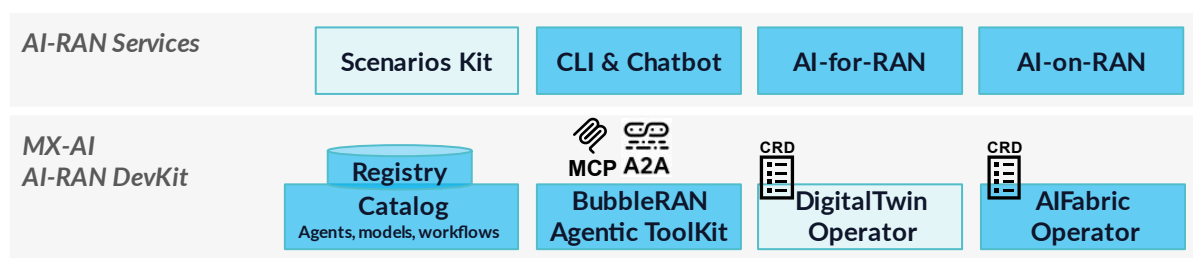 AI-RAN Services
Scenarios Kit
CLI & Chatbot
AI-for-RAN
AI-on-RAN
MX-AI
AI-RAN DevKit
Registry
Catalog
Agents, models, workflows
MCP
A2A
BubbleRAN
Agentic ToolKit
CRD
DigitalTwin
Operator
CRD
AIFabric
Operator